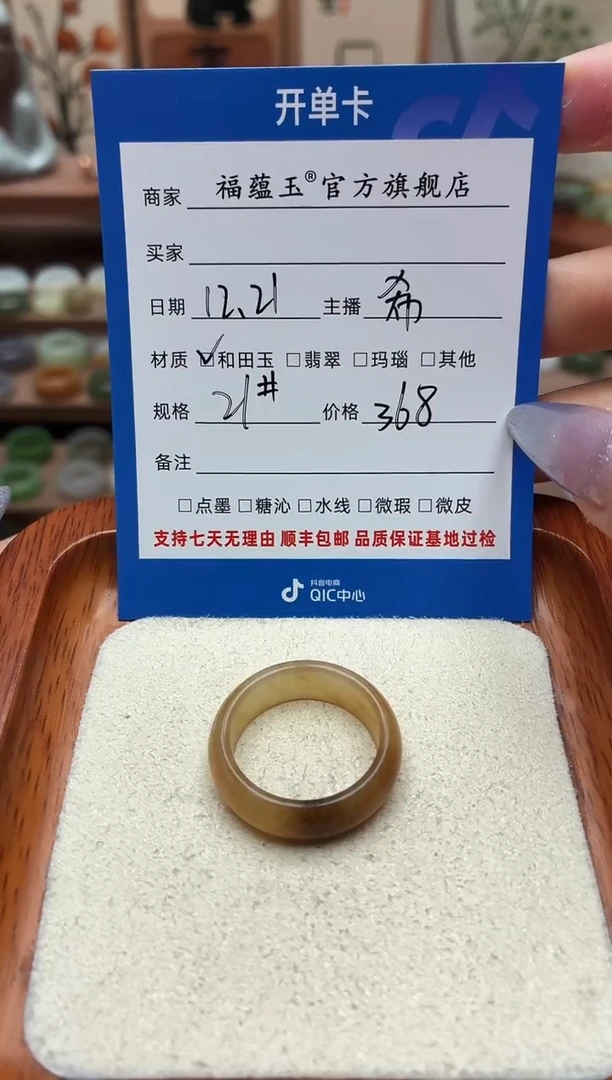 开单卡
商家 福蕴玉®官方旗舰店
买家
日期 12.21 主播 希
材质 ☑和田玉 □翡翠 □玛瑙 □其他
规格 21# 价格 368
备注
□点墨 □糖沁 □水线 □微瑕 □微皮
支持七天无理由 顺丰包邮 品质保证基地过检
抖音电商
QIC中心